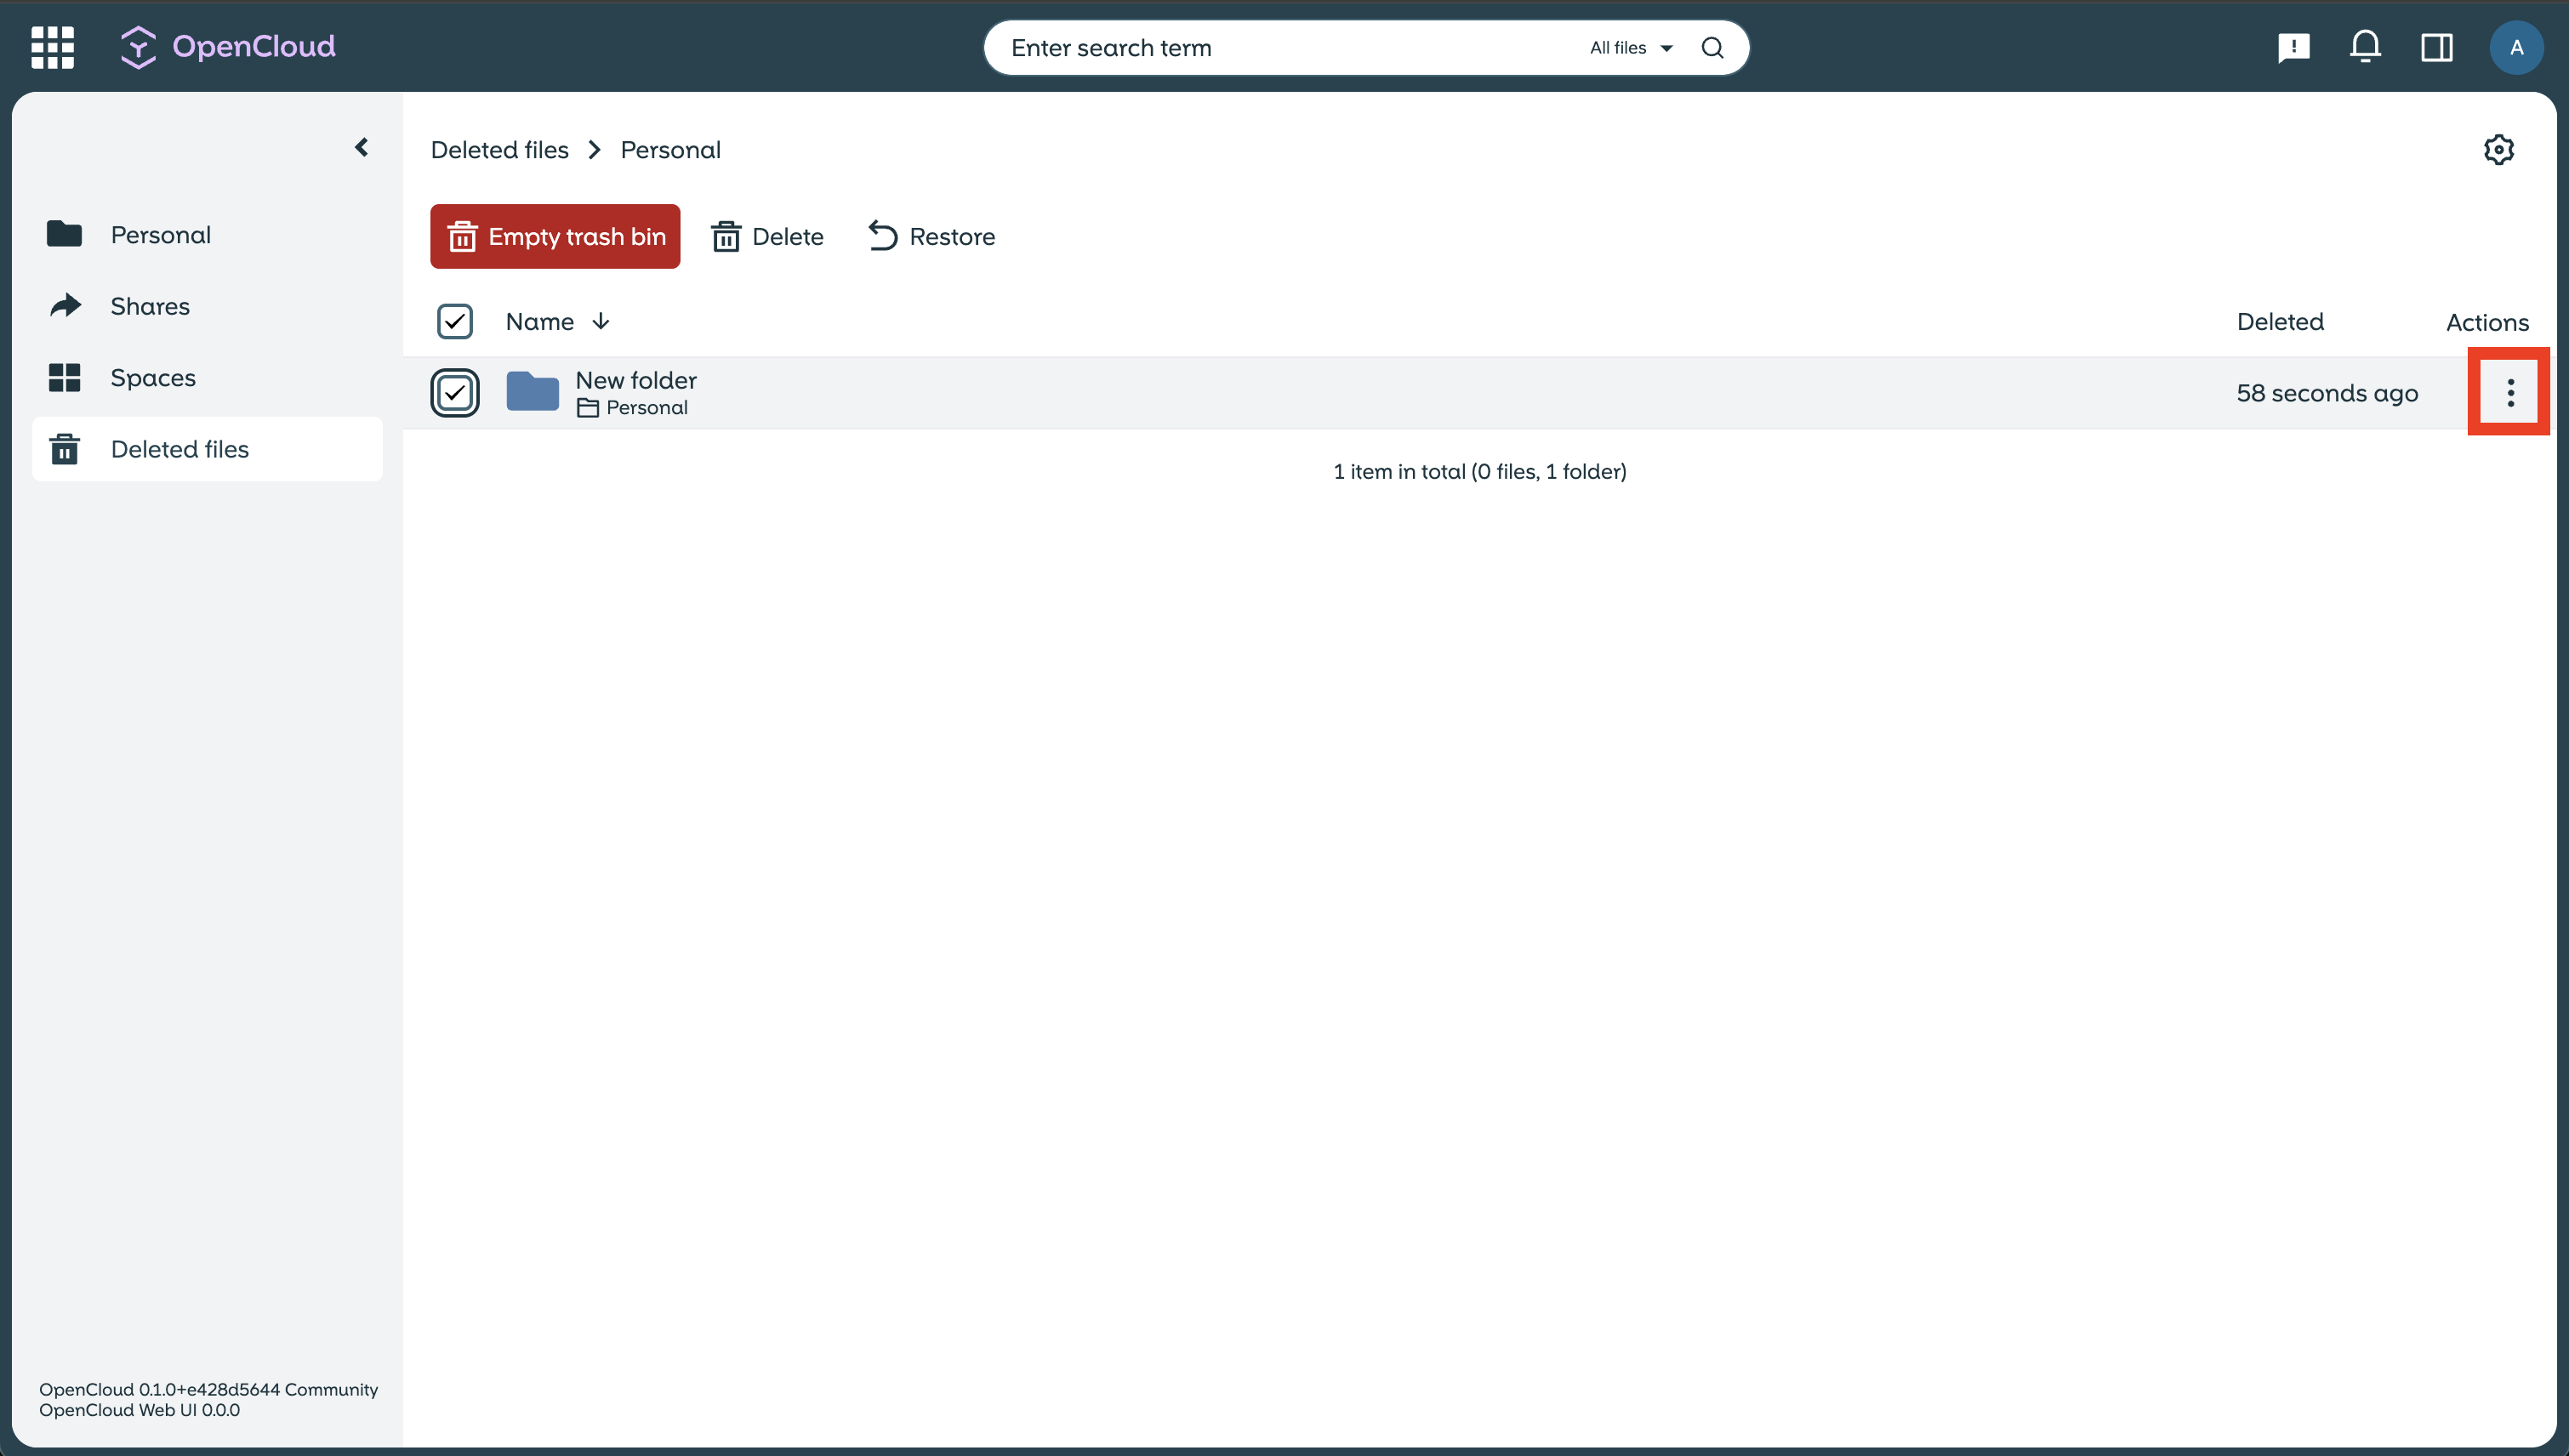 OpenCloud
Enter search term
All files
A
Deleted files
Personal
Personal
Shares
Spaces
Deleted files
Empty trash bin
Delete
Restore
Name
Deleted
Actions
New folder
Personal
58 seconds ago
1 item in total (0 files, 1 folder)
OpenCloud 0.1.0+e428d5644 Community
OpenCloud Web UI 0.0.0